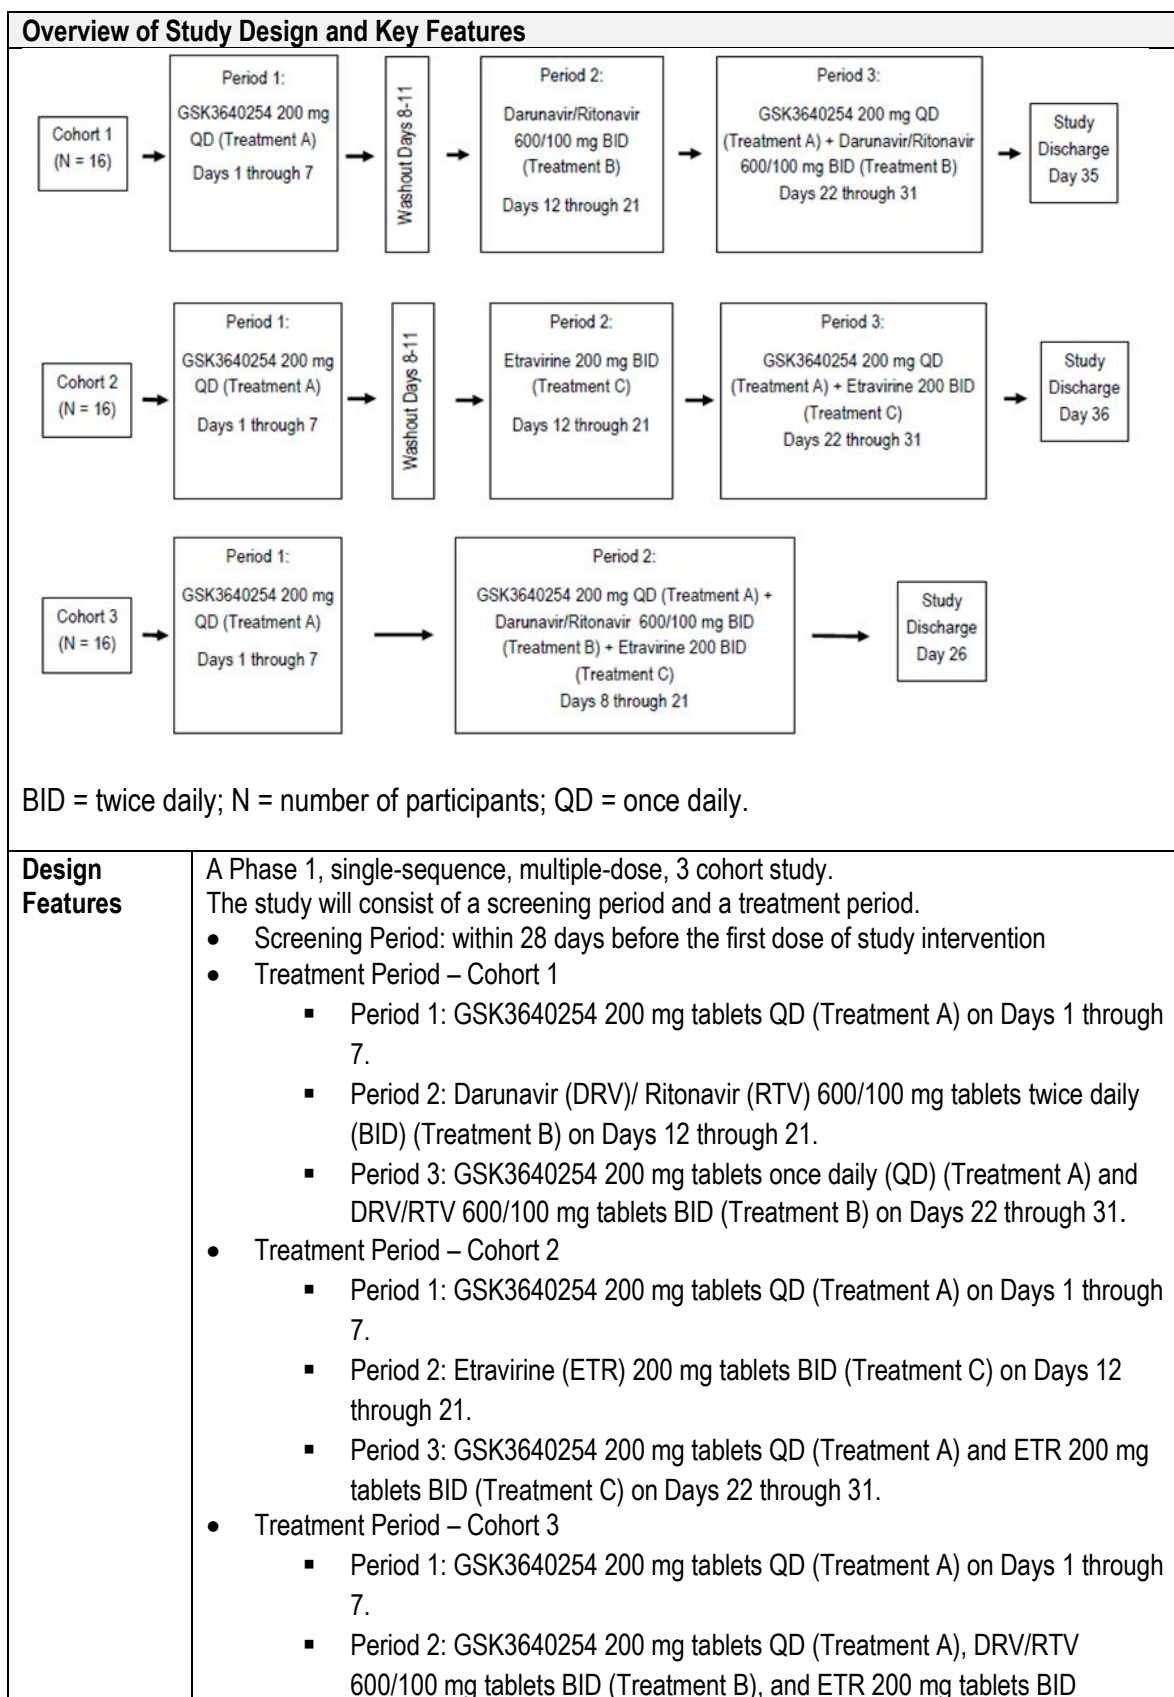 Overview of Study Design and Key Features
Cohort 1
(N = 16)
Period 1:
GSK3640254 200 mg
QD (Treatment A)
Days 1 through 7
Washout Days 8-11
Period 2:
Darunavir/Ritonavir
600/100 mg BID
(Treatment B)
Days 12 through 21
Period 3:
GSK3640254 200 mg QD
(Treatment A) + Darunavir/Ritonavir
600/100 mg BID (Treatment B)
Days 22 through 31
Study
Discharge
Day 35
Cohort 2
(N = 16)
Period 1:
GSK3640254 200 mg
QD (Treatment A)
Days 1 through 7
Washout Days 8-11
Period 2:
Etravirine 200 mg BID
(Treatment C)
Days 12 through 21
Period 3:
GSK3640254 200 mg QD
(Treatment A) + Etravirine 200 BID
(Treatment C)
Days 22 through 31
Study
Discharge
Day 36
Cohort 3
(N = 16)
Period 1:
GSK3640254 200 mg
QD (Treatment A)
Days 1 through 7
Period 2:
GSK3640254 200 mg QD (Treatment A) +
Darunavir/Ritonavir 600/100 mg BID
(Treatment B) + Etravirine 200 BID
(Treatment C)
Days 8 through 21
Study
Discharge
Day 26
BID = twice daily; N = number of participants; QD = once daily.
Design
Features
A Phase 1, single-sequence, multiple-dose, 3 cohort study.
The study will consist of a screening period and a treatment period.
• Screening Period: within 28 days before the first dose of study intervention
• Treatment Period – Cohort 1
▪ Period 1: GSK3640254 200 mg tablets QD (Treatment A) on Days 1 through
7.
▪ Period 2: Darunavir (DRV)/ Ritonavir (RTV) 600/100 mg tablets twice daily
(BID) (Treatment B) on Days 12 through 21.
▪ Period 3: GSK3640254 200 mg tablets once daily (QD) (Treatment A) and
DRV/RTV 600/100 mg tablets BID (Treatment B) on Days 22 through 31.
• Treatment Period – Cohort 2
▪ Period 1: GSK3640254 200 mg tablets QD (Treatment A) on Days 1 through
7.
▪ Period 2: Etravirine (ETR) 200 mg tablets BID (Treatment C) on Days 12
through 21.
▪ Period 3: GSK3640254 200 mg tablets QD (Treatment A) and ETR 200 mg
tablets BID (Treatment C) on Days 22 through 31.
• Treatment Period – Cohort 3
▪ Period 1: GSK3640254 200 mg tablets QD (Treatment A) on Days 1 through
7.
▪ Period 2: GSK3640254 200 mg tablets QD (Treatment A), DRV/RTV
600/100 mg tablets BID (Treatment B), and ETR 200 mg tablets BID